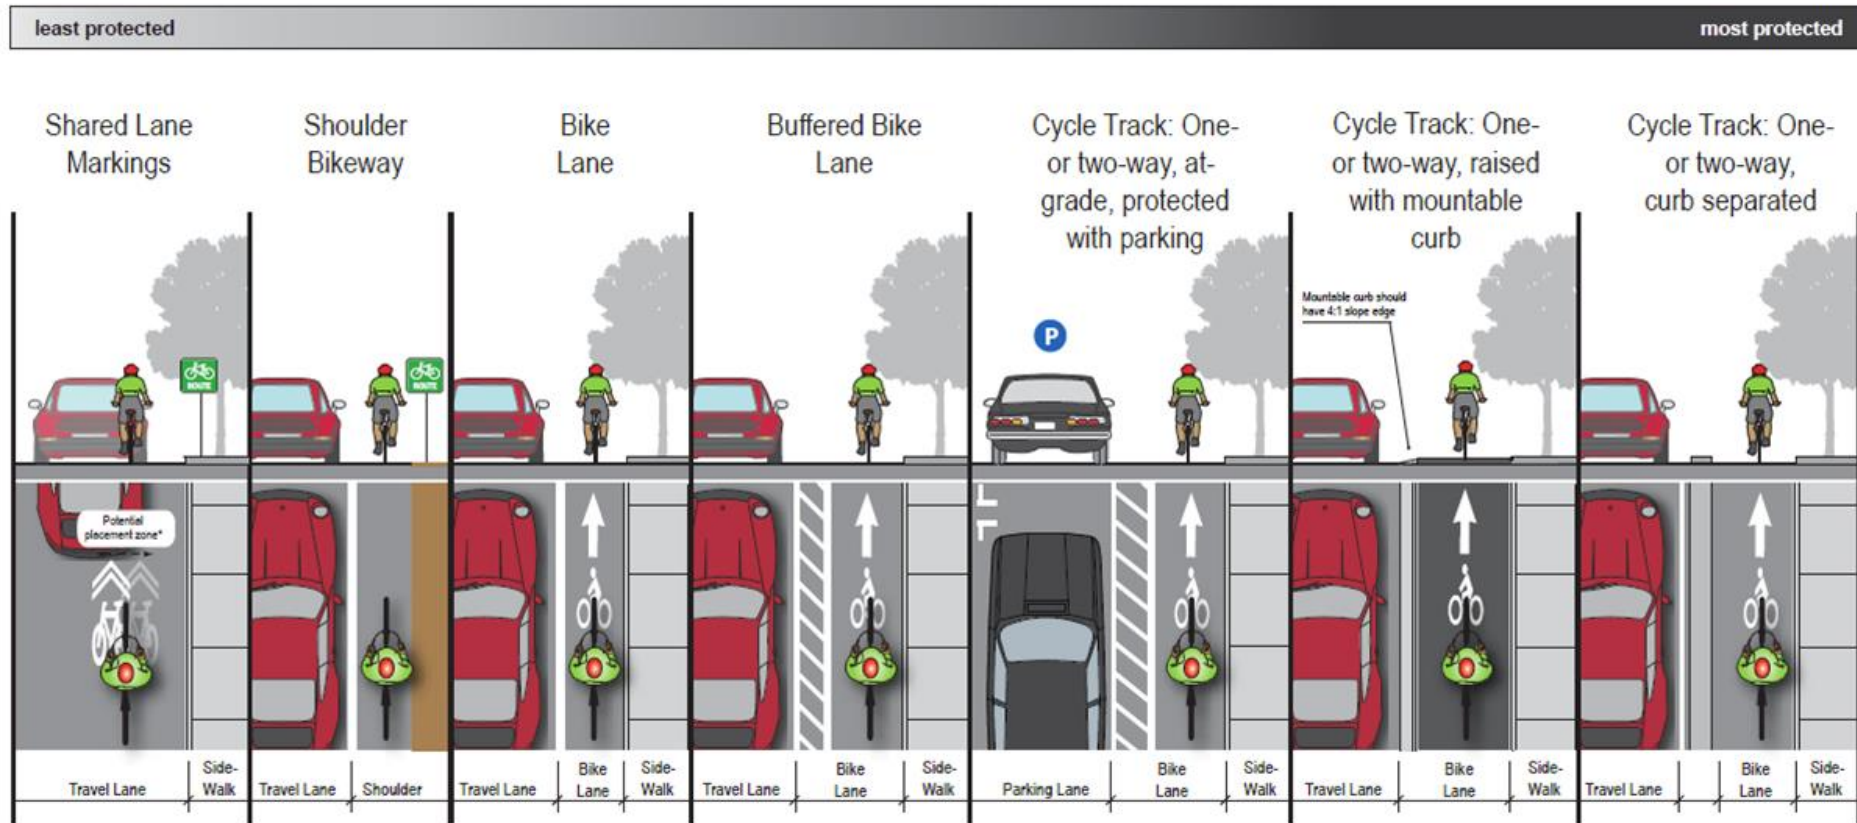 least protected
most protected
Shared Lane
Markings
Shoulder
Bikeway
Bike
Lane
Buffered Bike
Lane
Cycle Track: One-
or two-way, at-
grade, protected
with parking
Cycle Track: One-
or two-way, raised
with mountable
curb
Cycle Track: One-
or two-way,
curb separated
Mountable curb should
have 4:1 slope edge
P
ROUTE
ROUTE
Potential
placement zone*
Travel Lane
Side-
Walk
Travel Lane
Shoulder
Travel Lane
Bike
Lane
Side-
Walk
Travel Lane
Bike
Lane
Side-
Walk
Parking Lane
Bike
Lane
Side-
Walk
Travel Lane
Bike
Lane
Side-
Walk
Travel Lane
Bike
Lane
Side-
Walk